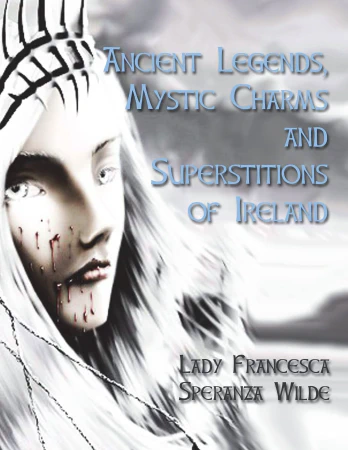 Ancient Legends,
Mystic Charms
and
Superstitions
of Ireland
Lady Francesca
Speranza Wilde